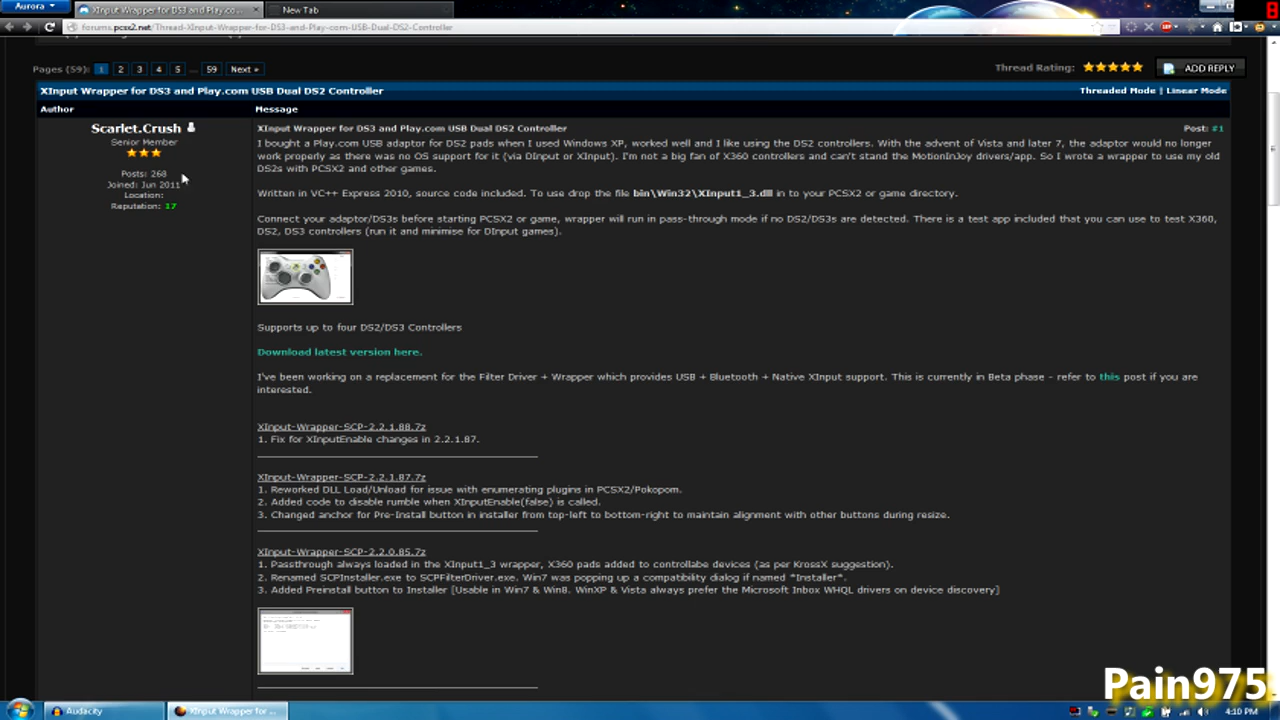 Aurora
XInput Wrapper for DS3 and Play.co...
New Tab
forums.pcsx2.net/Thread-XInput-Wrapper-for-DS3-and-Play-com-USB-Dual-DS2-Controller
Pages (59): 1 2 3 4 5 ... 59 Next »
Thread Rating:
ADD REPLY
XInput Wrapper for DS3 and Play.com USB Dual DS2 Controller
Threaded Mode | Linear Mode
Author
Message
Scarlet.Crush
Senior Member
Posts: 268
Joined: Jun 2011
Location:
Reputation: 17
XInput Wrapper for DS3 and Play.com USB Dual DS2 Controller
Post: #1
I bought a Play.com USB adaptor for DS2 pads when I used Windows XP, worked well and I like using the DS2 controllers. With the advent of Vista and later 7, the adaptor would no longer
work properly as there was no OS support for it (via DInput or XInput). I'm not a big fan of X360 controllers and can't stand the MotionInJoy drivers/app. So I wrote a wrapper to use my old
DS2s with PCSX2 and other games.
Written in VC++ Express 2010, source code included. To use drop the file bin\Win32\XInput1_3.dll in to your PCSX2 or game directory.
Connect your adaptor/DS3s before starting PCSX2 or game, wrapper will run in pass-through mode if no DS2/DS3s are detected. There is a test app included that you can use to test X360,
DS2, DS3 controllers (run it and minimise for DInput games).
Supports up to four DS2/DS3 Controllers
Download latest version here.
I've been working on a replacement for the Filter Driver + Wrapper which provides USB + Bluetooth + Native XInput support. This is currently in Beta phase - refer to this post if you are
interested.
XInput-Wrapper-SCP-2.2.1.88.7z
1. Fix for XInputEnable changes in 2.2.1.87.
XInput-Wrapper-SCP-2.2.1.87.7z
1. Reworked DLL Load/Unload for issue with enumerating plugins in PCSX2/Pokopom.
2. Added code to disable rumble when XInputEnable(false) is called.
3. Changed anchor for Pre-Install button in installer from top-left to bottom-right to maintain alignment with other buttons during resize.
XInput-Wrapper-SCP-2.2.0.85.7z
1. Passthrough always loaded in the XInput1_3 wrapper, X360 pads added to controllabe devices (as per KrossX suggestion).
2. Renamed SCPInstaller.exe to SCPFilterDriver.exe. Win7 was popping up a compatibility dialog if named *Installer*.
3. Added Preinstall button to Installer [Usable in Win7 & Win8. WinXP & Vista always prefer the Microsoft Inbox WHQL drivers on device discovery]
Pain975
Audacity
XInput Wrapper for ...
4:10 PM